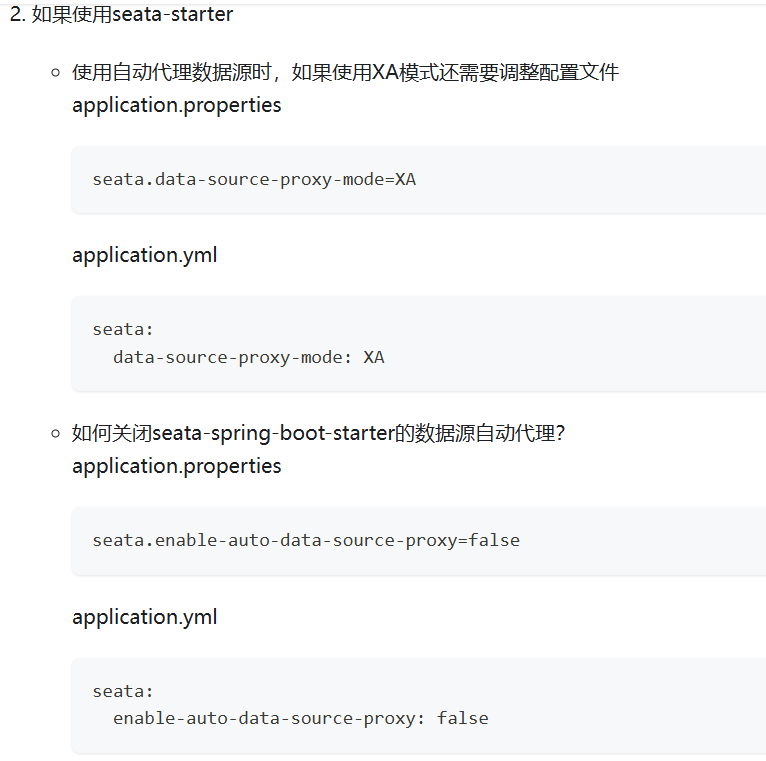 2. 如果使用seata-starter
使用自动代理数据源时，如果使用XA模式还需要调整配置文件
application.properties
seata.data-source-proxy-mode=XA
application.yml
seata:
  data-source-proxy-mode: XA
如何关闭seata-spring-boot-starter的数据源自动代理？
application.properties
seata.enable-auto-data-source-proxy=false
application.yml
seata:
  enable-auto-data-source-proxy: false